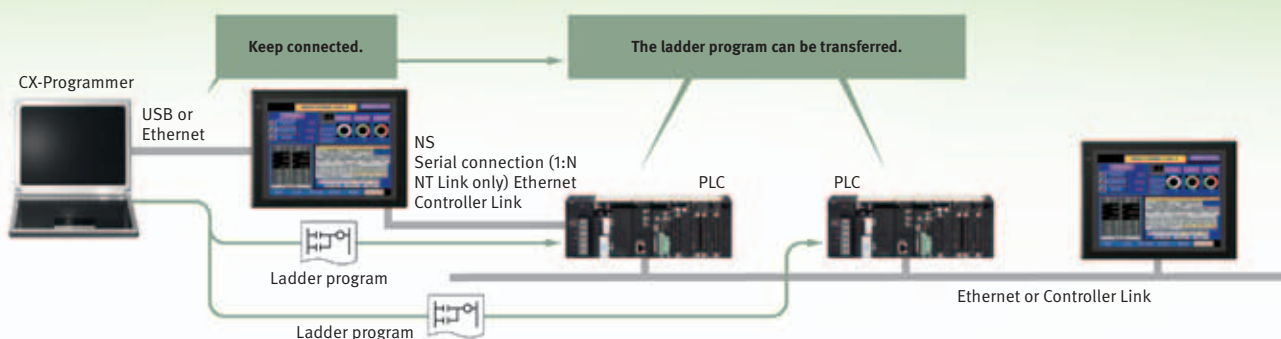 Keep connected.
The ladder program can be transferred.
CX-Programmer
USB or
Ethernet
NS
Serial connection (1:N
NT Link only) Ethernet
Controller Link
PLC
PLC
Ladder program
Ethernet or Controller Link
Ladder program